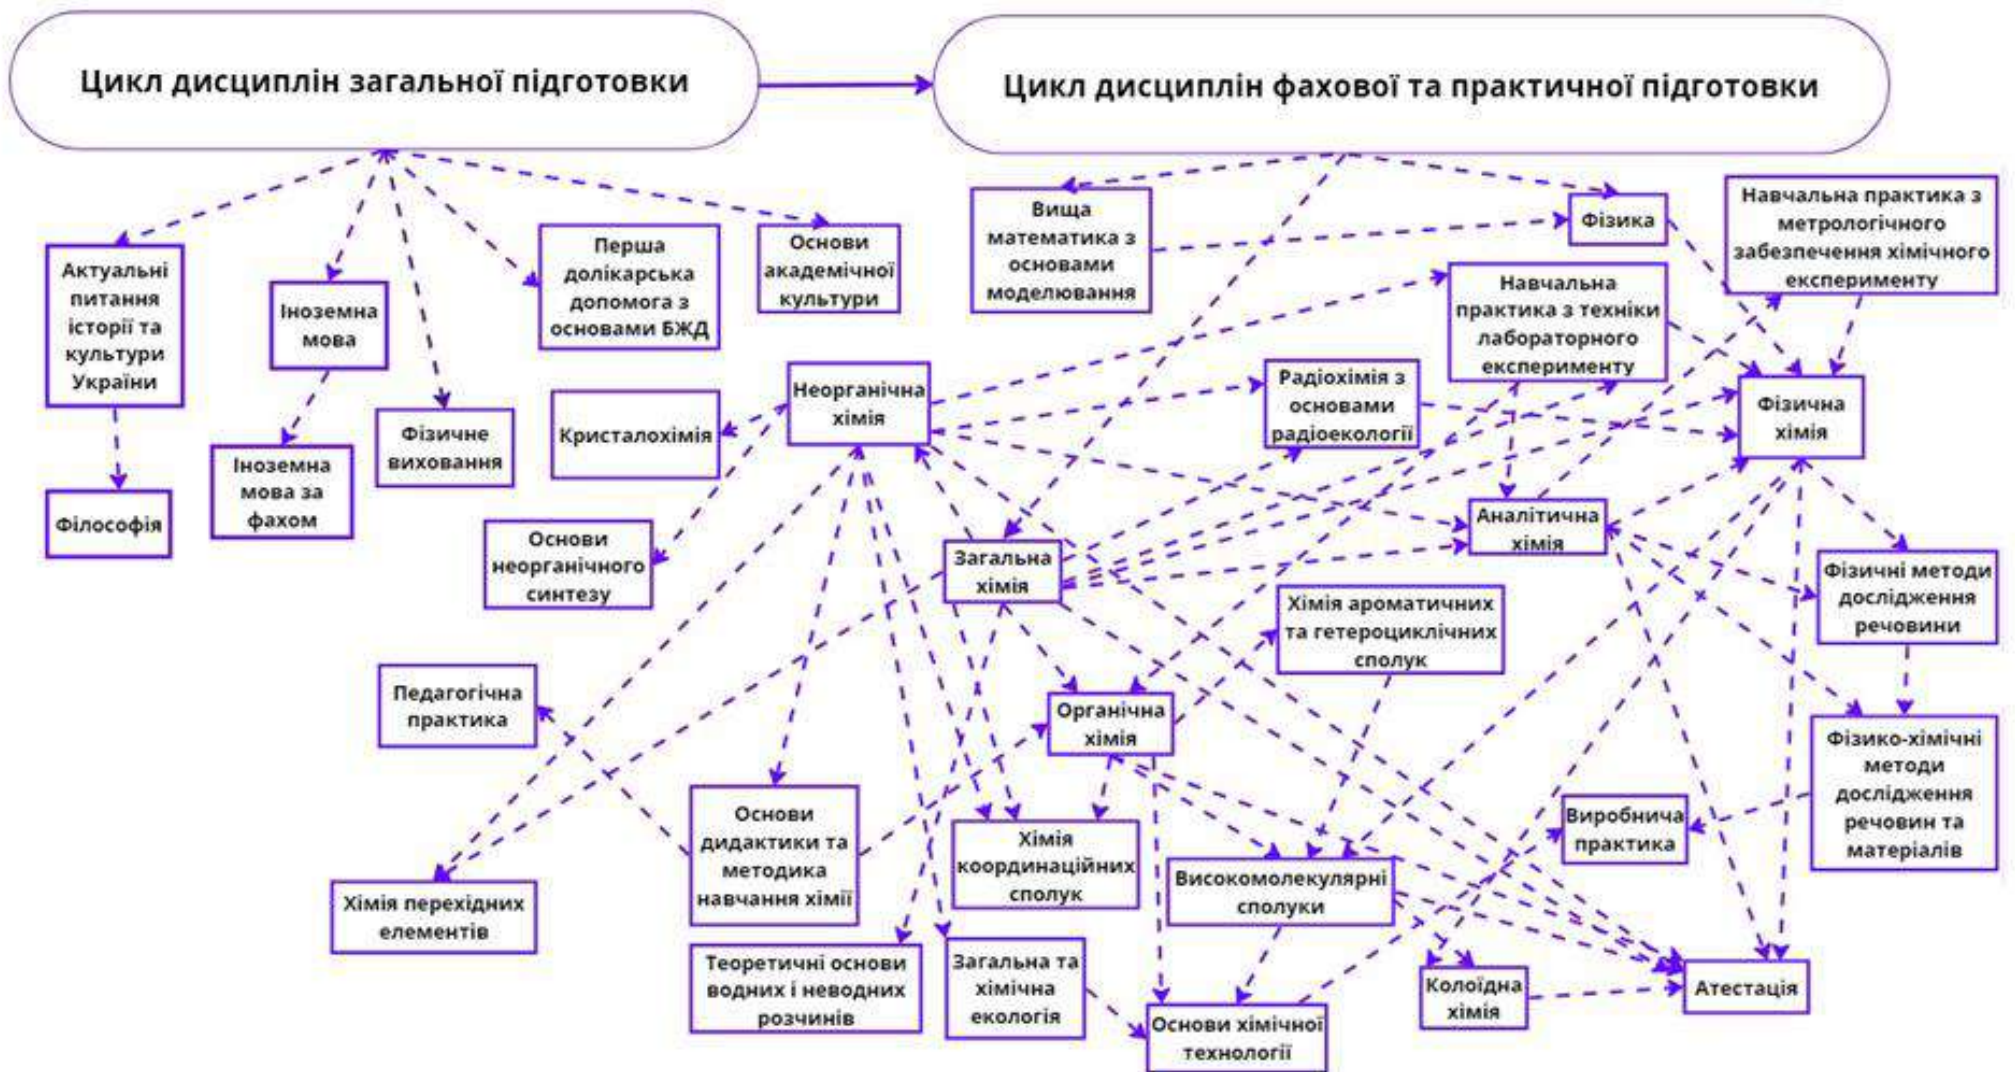 Цикл дисциплін загальної підготовки
Цикл дисциплін фахової та практичної підготовки
Актуальні
питання
історії та
культури
України
Філософія
Іноземна
мова
Іноземна
мова за
фахом
Фізичне
виховання
Перша
долікарська
допомога з
основами БЖД
Основи
академічної
культури
Вища
математика з
основами
моделювання
Фізика
Навчальна практика з
метрологічного
забезпечення хімічного
експерименту
Навчальна
практика з техніки
лабораторного
експерименту
Неорганічна
хімія
Кристалохімія
Основи
неорганічного
синтезу
Радіохімія з
основами
радіоекології
Фізична
хімія
Аналітична
хімія
Загальна
хімія
Фізичні методи
дослідження
речовини
Хімія ароматичних
та гетероциклічних
сполук
Педагогічна
практика
Органічна
хімія
Фізико-хімічні
методи
дослідження
речовин та
матеріалів
Виробнича
практика
Основи
дидактики та
методика
навчання хімії
Хімія
координаційних
сполук
Високомолекулярні
сполуки
Хімія перехідних
елементів
Теоретичні основи
водних і неводних
розчинів
Загальна та
хімічна
екологія
Основи хімічної
технології
Колоїдна
хімія
Атестація